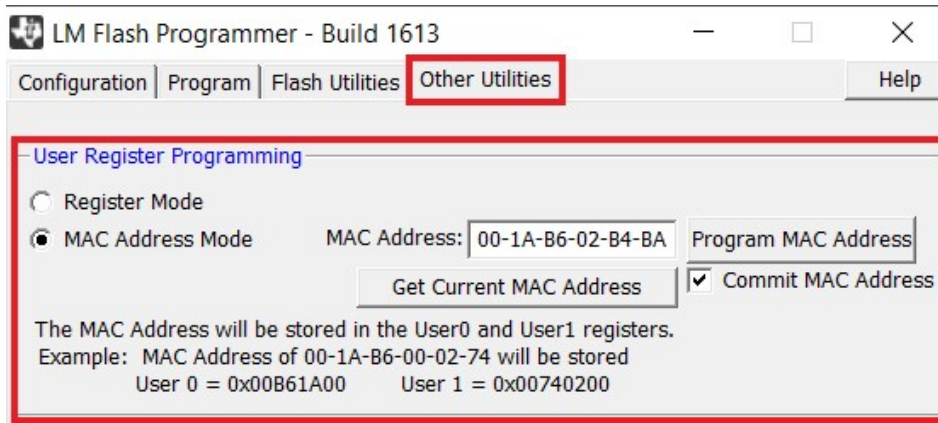 LM Flash Programmer - Build 1613
Configuration Program Flash Utilities Other Utilities Help
User Register Programming
Register Mode
MAC Address Mode MAC Address: 00-1A-B6-02-B4-BA Program MAC Address
Get Current MAC Address Commit MAC Address
The MAC Address will be stored in the User0 and User1 registers.
Example: MAC Address of 00-1A-B6-00-02-74 will be stored
User 0 = 0x00B61A00 User 1 = 0x00740200